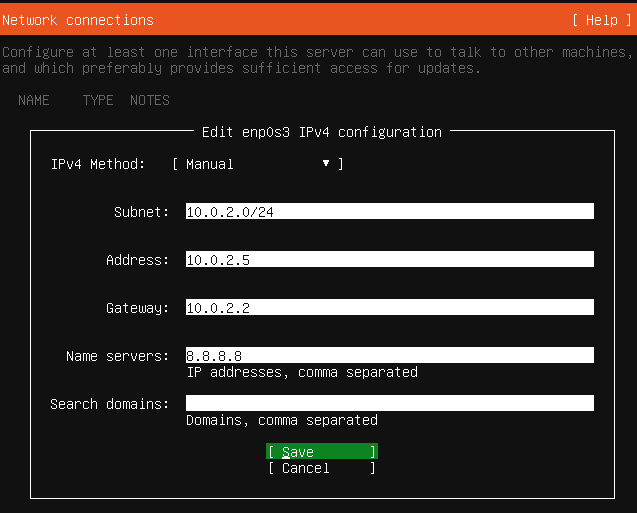 Network connections [ Help ]
Configure at least one interface this server can use to talk to other machines,
and which preferably provides sufficient access for updates.
NAME TYPE NOTES
Edit enp0s3 IPv4 configuration
IPv4 Method: [ Manual ▼ ]
Subnet: 10.0.2.0/24
Address: 10.0.2.5
Gateway: 10.0.2.2
Name servers: 8.8.8.8
IP addresses, comma separated
Search domains:
Domains, comma separated
[ Save ]
[ Cancel ]